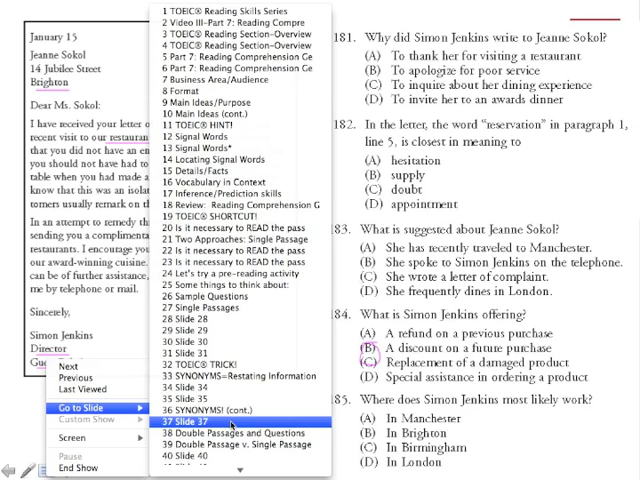 January 15
Jeanne Sokol
14 Jubilee Street
Brighton
Dear Ms. Sokol:
I have received your letter o
recent visit to our restauran
that you did not have an en
you should not have had to
table when you had made a
know that this was an isolat
tomers usually remark on th
In an attempt to remedy th
sending you a complimenta
restaurants. I encourage you
our award-winning cuisine.
can be of further assistance,
me by telephone or mail.
Sincerely,
Simon Jenkins
Director
Next
Previous
Last Viewed
Go to Slide
Custom Show
Screen
Pause
End Show
1 TOEIC® Reading Skills Series
2 Video III-Part 7: Reading Compre
3 TOEIC® Reading Section-Overview
4 TOEIC® Reading Section-Overview
5 Part 7: Reading Comprehension Ge
6 Part 7: Reading Comprehension Ge
7 Business Area/Audience
8 Format
9 Main Ideas/Purpose
10 Main Ideas (cont.)
11 TOEIC® HINT!
12 Signal Words
13 Signal Words*
14 Locating Signal Words
15 Details/Facts
16 Vocabulary in Context
17 Inference/Prediction skills
18 Review: Reading Comprehension G
19 TOEIC® SHORTCUT!
20 Is it necessary to READ the pass
21 Two Approaches: Single Passage
22 Is it necessary to READ the pass
23 Is it necessary to READ the pass
24 Let's try a pre-reading activity
25 Some things to think about:
26 Sample Questions
27 Single Passages
28 Slide 28
29 Slide 29
30 Slide 30
31 Slide 31
32 TOEIC® TRICK!
33 SYNONYMS=Restating Information
34 Slide 34
35 Slide 35
36 SYNONYMS! (cont.)
37 Slide 37
38 Double Passages and Questions
39 Double Passage v. Single Passage
40 Slide 40
181. Why did Simon Jenkins write to Jeanne Sokol?
(A) To thank her for visiting a restaurant
(B) To apologize for poor service
(C) To inquire about her dining experience
(D) To invite her to an awards dinner
182. In the letter, the word “reservation” in paragraph 1,
line 5, is closest in meaning to
(A) hesitation
(B) supply
(C) doubt
(D) appointment
183. What is suggested about Jeanne Sokol?
(A) She has recently traveled to Manchester.
(B) She spoke to Simon Jenkins on the telephone.
(C) She wrote a letter of complaint.
(D) She frequently dines in London.
184. What is Simon Jenkins offering?
(A) A refund on a previous purchase
(B) A discount on a future purchase
(C) Replacement of a damaged product
(D) Special assistance in ordering a product
185. Where does Simon Jenkins most likely work?
(A) In Manchester
(B) In Brighton
(C) In Birmingham
(D) In London